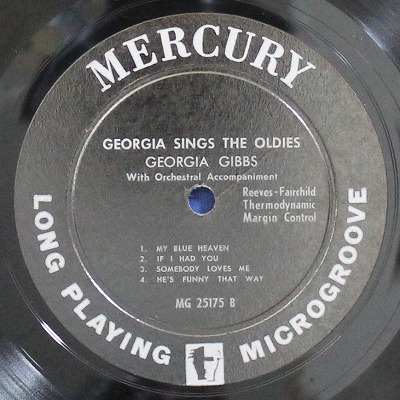 MERCURY
GEORGIA SINGS THE OLDIES
GEORGIA GIBBS
With Orchestral Accompaniment
Reeves-Fairchild
Thermodynamic
Margin Control
1. MY BLUE HEAVEN
2. IF I HAD YOU
3. SOMEBODY LOVES ME
4. HE'S FUNNY THAT WAY
MG 25175 B
LONG PLAYING MICROGROOVE